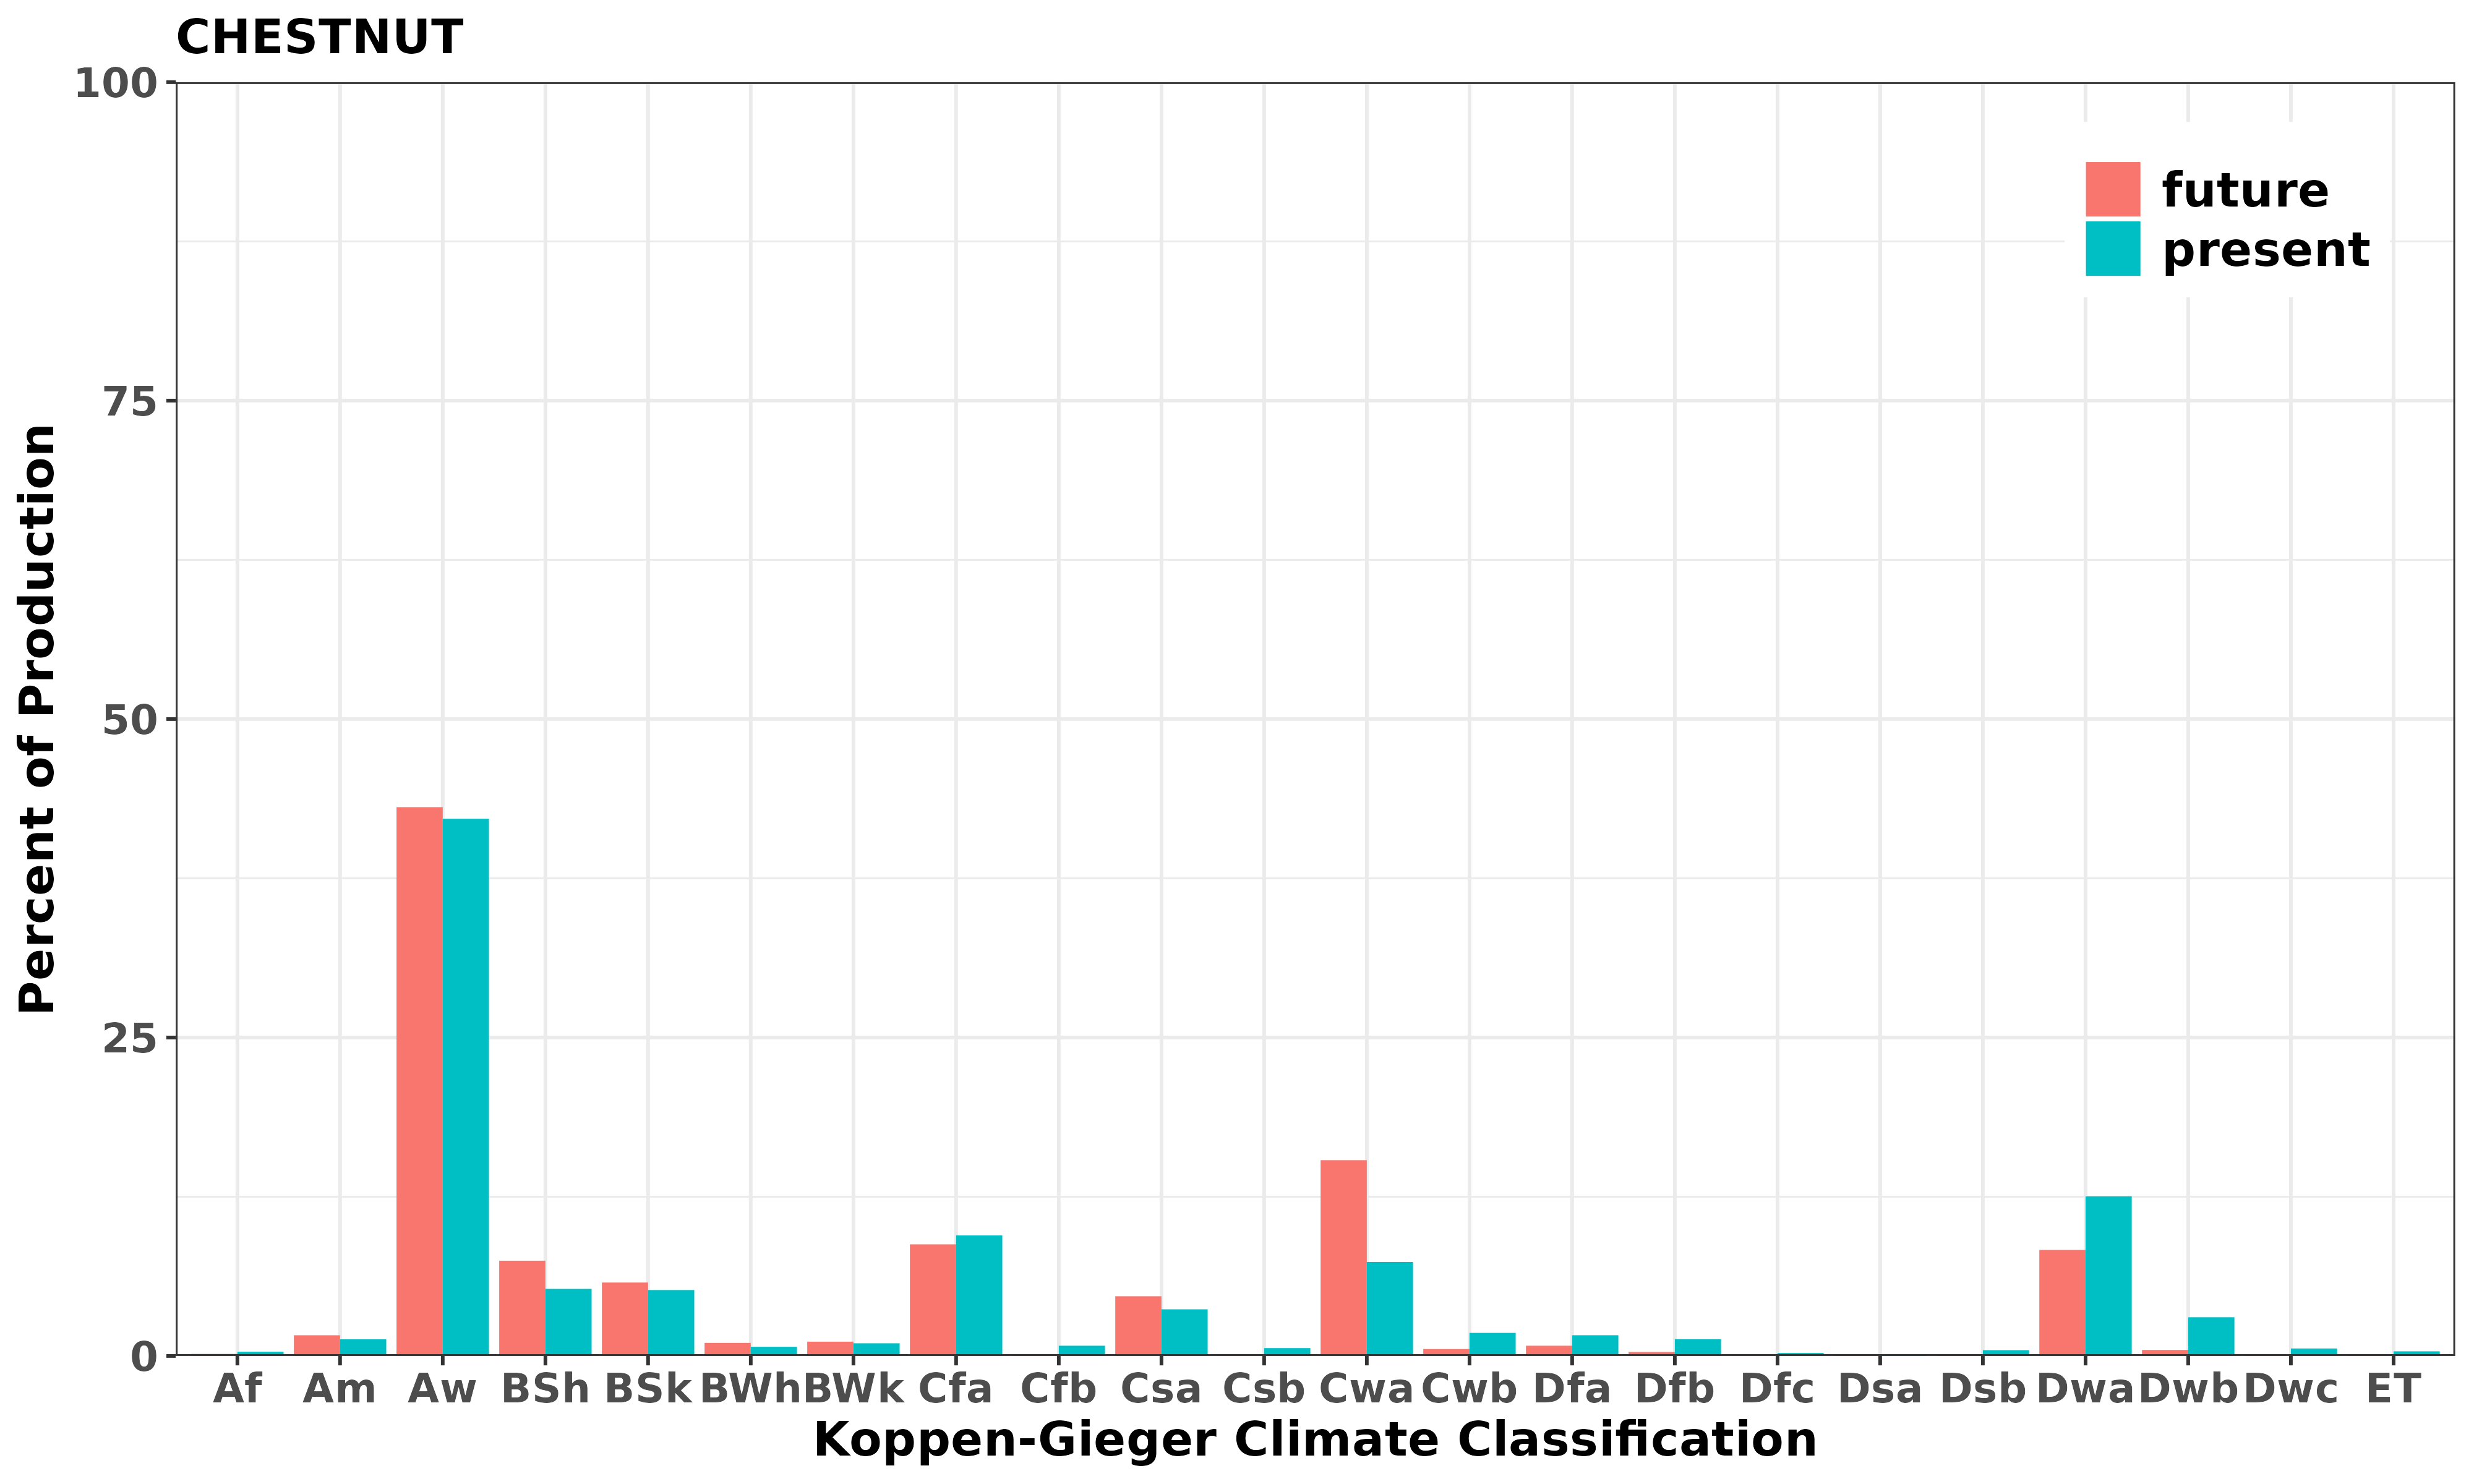 CHESTNUT
100
75
50
25
0
Percent of Production
future
present
Af Am Aw BSh BSk BWh BWk Cfa Cfb Csa Csb Cwa Cwb Dfa Dfb Dfc Dsa Dsb Dwa Dwb Dwc ET
Koppen-Gieger Climate Classification